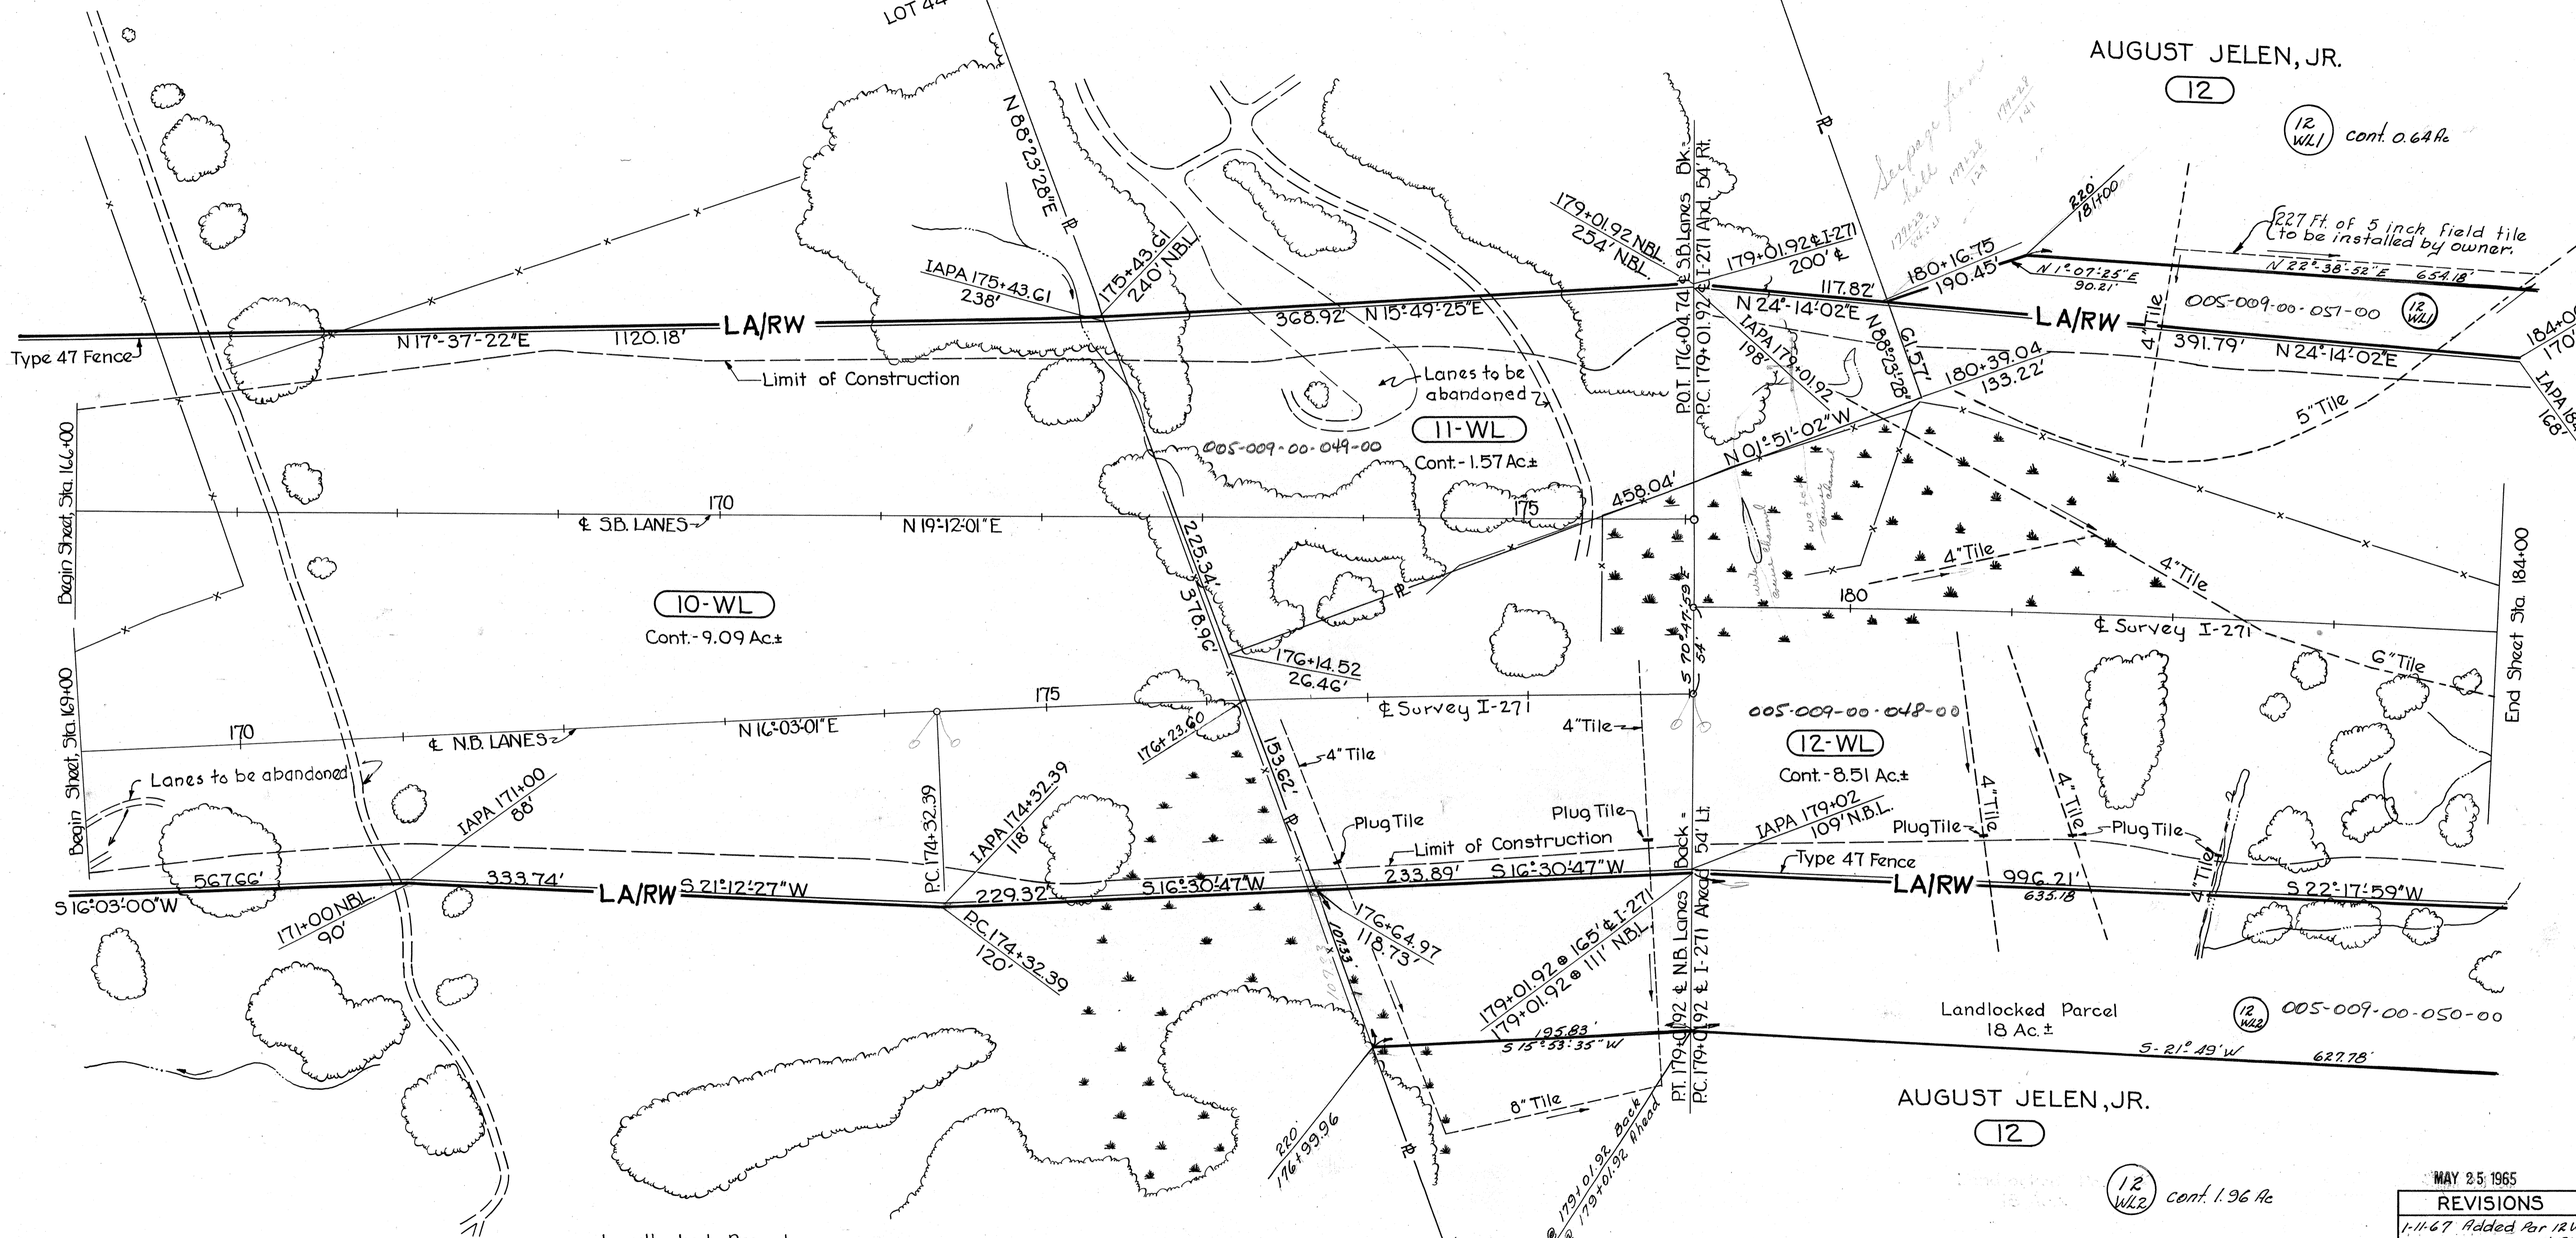 LOT 44
AUGUST JELEN, JR.
12
12
WL1
cont. 0.64 Ac
N 88°23'28"E
PL
PL
Seepage from
hill
220'
181+00
227 Ft. of 5 inch field tile
to be installed by owner.
N 22°-38'-52"E 654.18'
N 1°-07'-25"E
90.21'
005-009-00-051-00
12
WL1
179+01.92 NBL.
254' NBL.
179+01.92 ℄ I-271
200' ℄
180+16.75
190.45'
117.82'
N 24°-14'-02"E
IAPA 175+43.61
238'
175+43.61
240' NBL.
P.O.T. 176+04.74 ℄ S.B. Lanes Bk.=
P.C. 179+01.92 ℄ I-271 Ahd. 54' Rt.
Type 47 Fence
N 17°-37'-22"E
1120.18'
LA/RW
368.92'
N 15°-49'-25"E
LA/RW
4" Tile
391.79'
N 24°-14'-02"E
IAPA 179+01.92
198'
61.57'
N 88°23'-28"
180+39.04
133.22'
Limit of Construction
Lanes to be
abandoned
11-WL
Cont.-1.57 Ac.±
005-009-00-049-00
N 01°-51'-02"W
458.04'
5" Tile
Begin Sheet, Sta. 166+00
170
℄ S.B. LANES
N 19°-12'-01"E
175
4" Tile
4" Tile
10-WL
Cont.-9.09 Ac.±
225.34'
378.96'
PL
S 70°-47'-59"E
54'
180
℄ Survey I-271
6" Tile
End Sheet Sta. 184+00
176+14.52
26.46'
Begin Sheet, Sta. 169+00
170
℄ N.B. LANES
N 16°-03'-01"E
175
176+23.60
℄ Survey I-271
005-009-00-048-00
12-WL
Cont.-8.51 Ac.±
4" Tile
4" Tile
153.62'
PL
Lanes to be abandoned
IAPA 171+00
88'
P.C. 174+32.39
IAPA 174+32.39
118'
Plug Tile
Plug Tile
Limit of Construction
IAPA 179+02
109' N.B.L.
Plug Tile
4" Tile
4" Tile
Plug Tile
4" Tile
Type 47 Fence
567.66'
S 16°-03'-00"W
333.74'
LA/RW
S 21°-12'-27"W
229.32'
S 16°-30'-47"W
233.89'
S 16°-30'-47"W
LA/RW
996.21'
635.18
S 22°-17'-59"W
171+00 NBL.
90'
P.C. 174+32.39
120'
176+64.97
118.73'
107.33'
179+01.92 @ 165' ℄ I-271
179+01.92 @ 111' NBL.
P.T. 179+01.92 ℄ N.B. Lanes Back =
P.C. 179+01.92 ℄ I-271 Ahead 54' Lt.
Landlocked Parcel
18 Ac.±
12
WL2
005-009-00-050-00
195.83'
S 15°-53'-35"W
S-21°-49'W
627.78'
8" Tile
220'
176+99.96
PL
@ 179+01.92 Back
@ 179+01.92 Ahead
AUGUST JELEN, JR.
12
12
WL2
cont. 1.96 Ac
MAY 25 1965
REVISIONS
1-11-67 Added Par 12